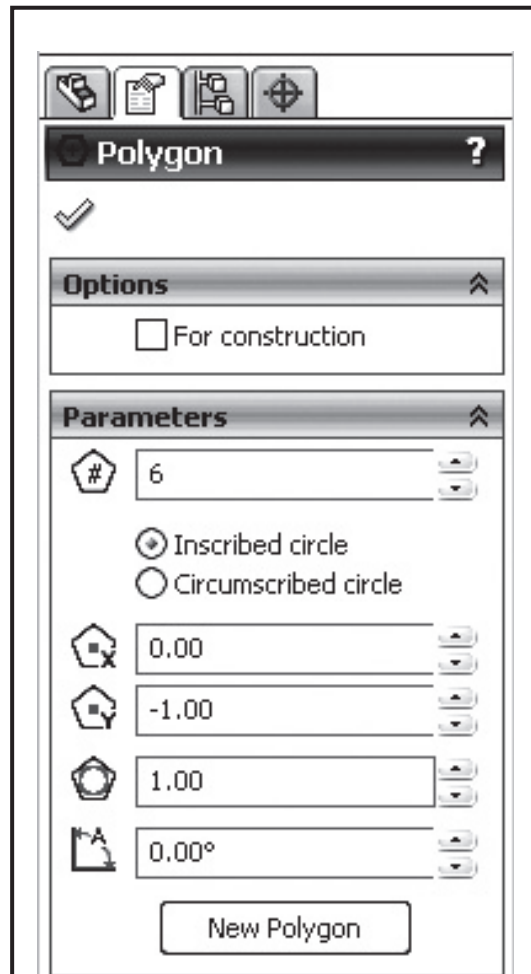 Polygon ?
Options
For construction
Parameters
#
6
Inscribed circle
Circumscribed circle
X
0.00
Y
-1.00
1.00
A
0.00°
New Polygon